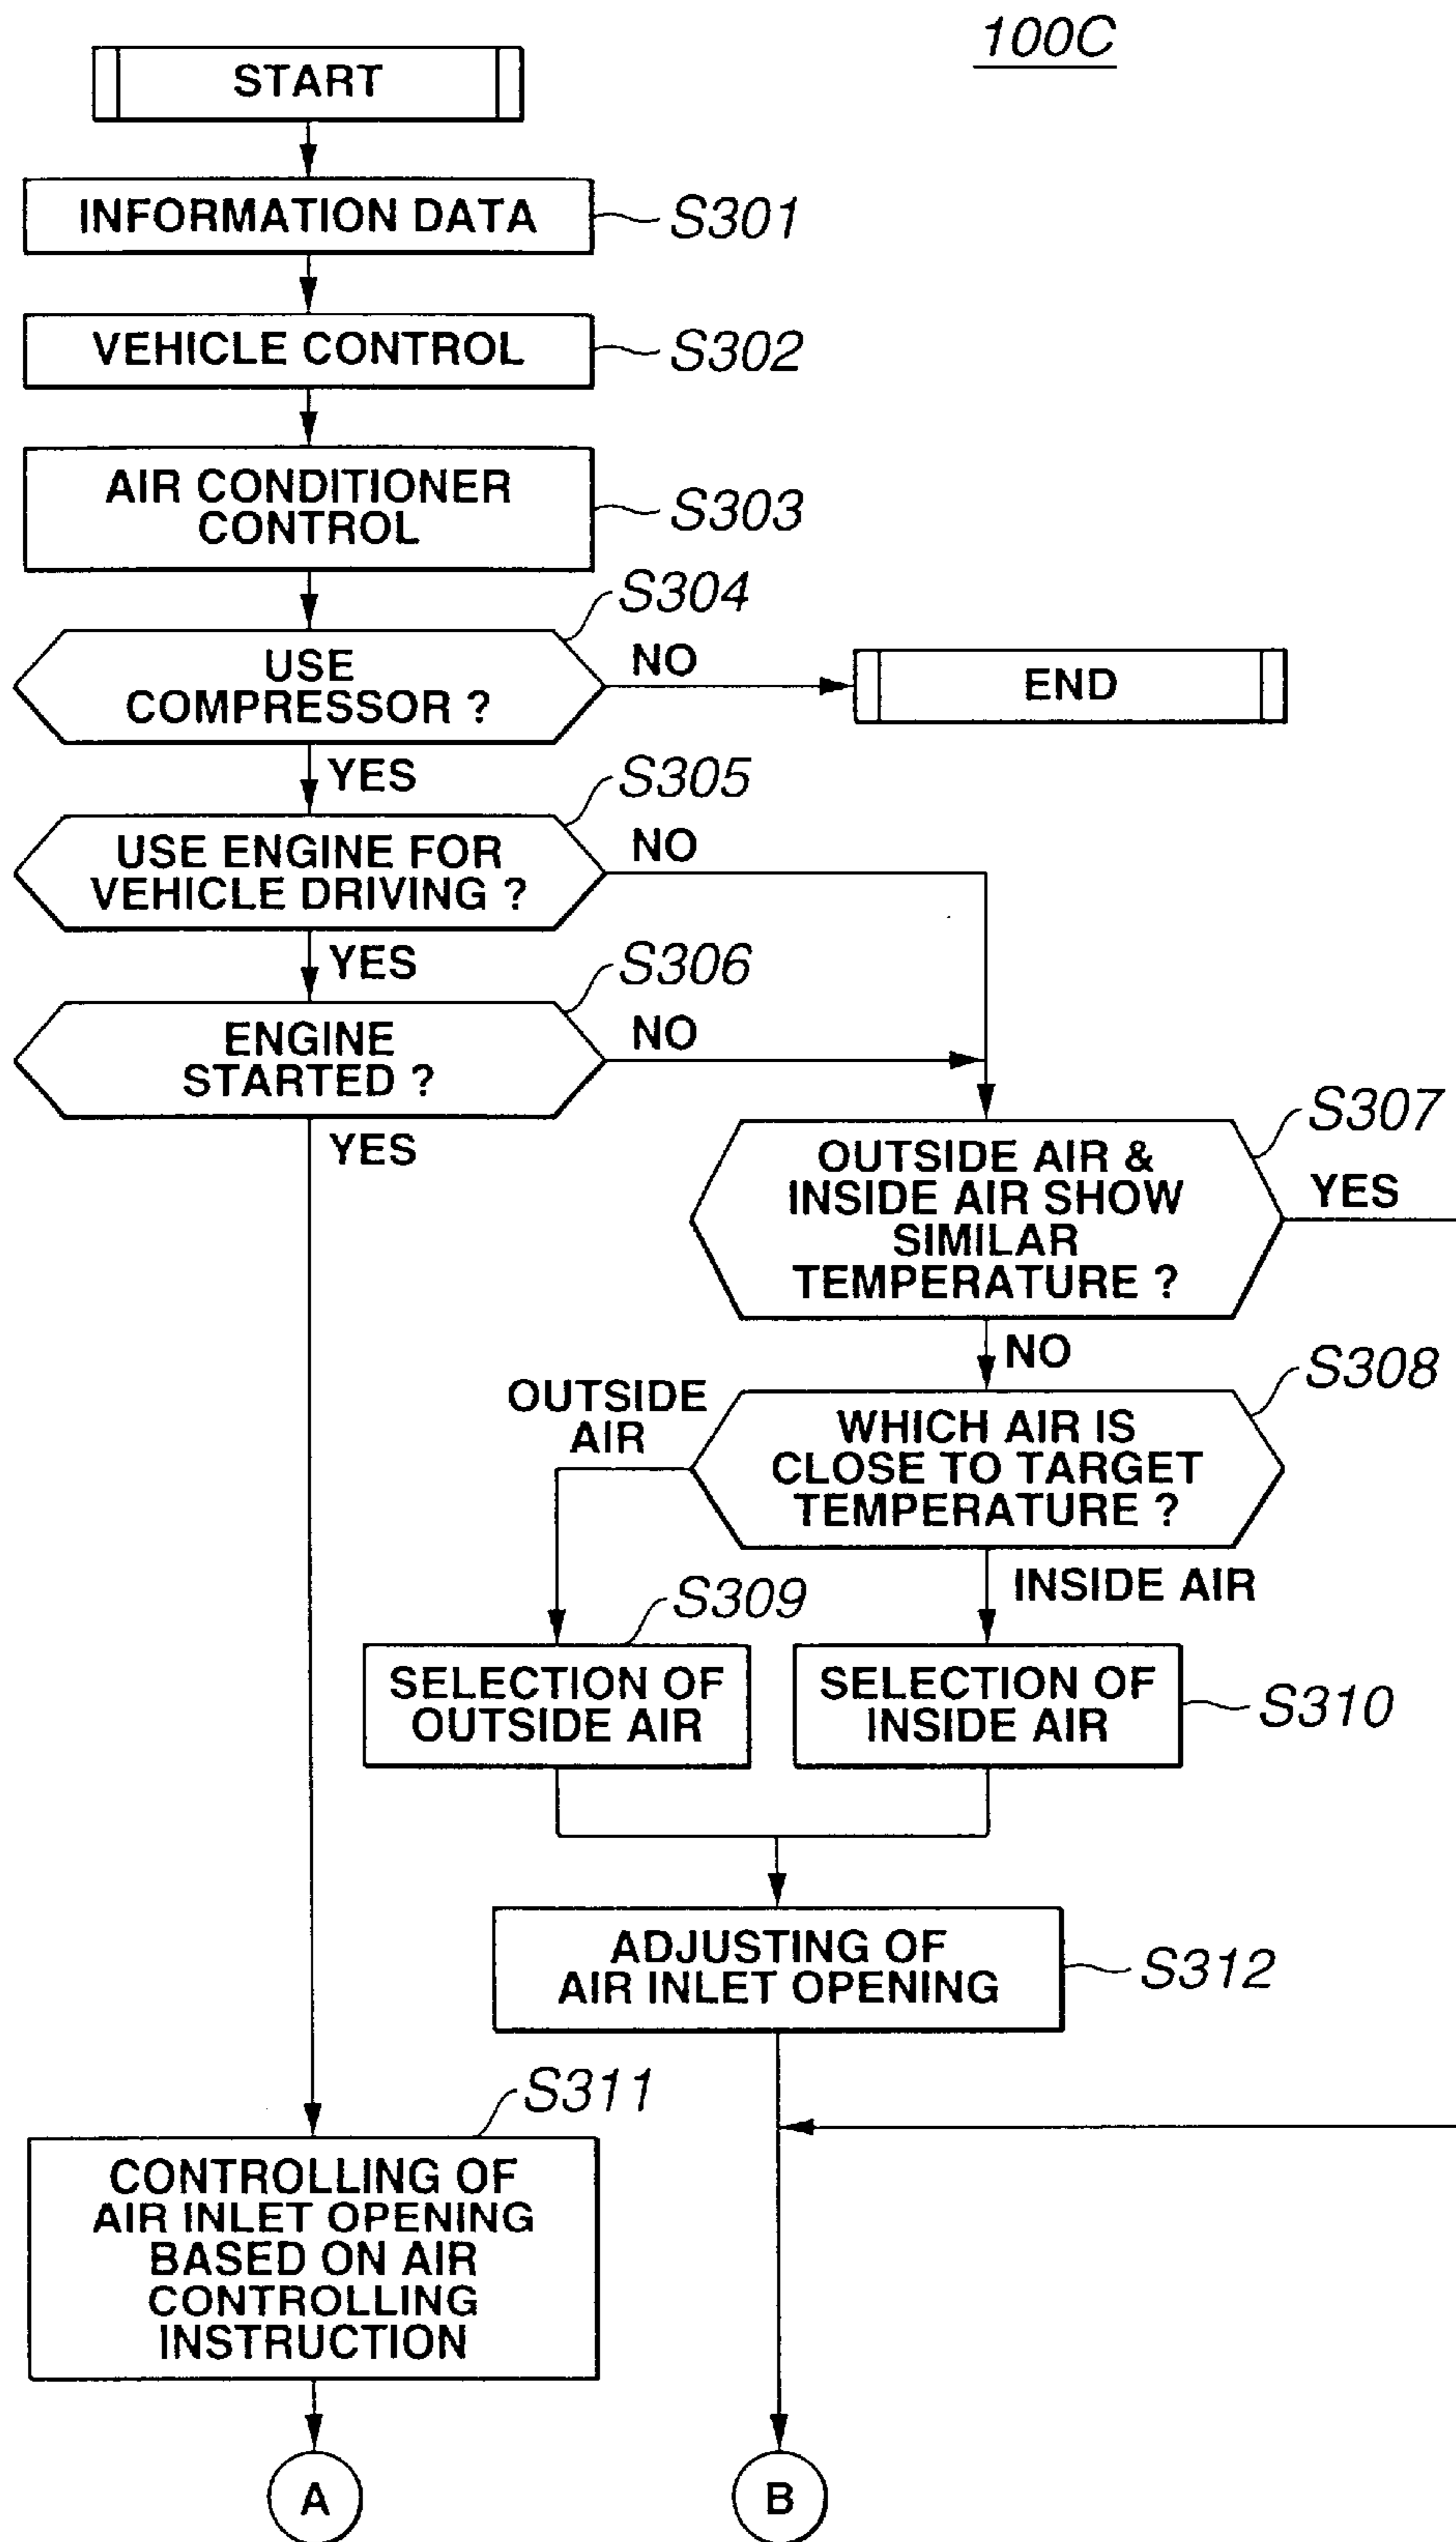 100C
START
INFORMATION DATA
S301
VEHICLE CONTROL
S302
AIR CONDITIONER
CONTROL
S303
S304
USE
COMPRESSOR ?
NO
END
YES
S305
USE ENGINE FOR
VEHICLE DRIVING ?
NO
YES
S306
ENGINE
STARTED ?
NO
YES
S307
OUTSIDE AIR &
INSIDE AIR SHOW
SIMILAR
TEMPERATURE ?
YES
NO
S308
WHICH AIR IS
CLOSE TO TARGET
TEMPERATURE ?
OUTSIDE
AIR
INSIDE AIR
S309
SELECTION OF
OUTSIDE AIR
SELECTION OF
INSIDE AIR
S310
ADJUSTING OF
AIR INLET OPENING
S312
S311
CONTROLLING OF
AIR INLET OPENING
BASED ON AIR
CONTROLLING
INSTRUCTION
A
B